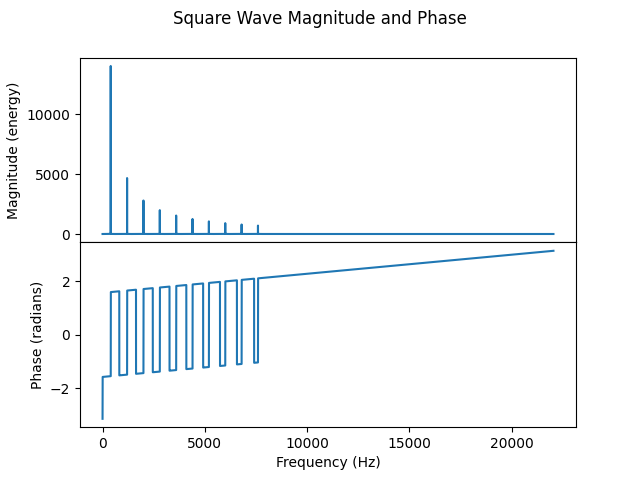 Square Wave Magnitude and Phase
Magnitude (energy)
10000
5000
0
Phase (radians)
2
0
−2
0 5000 10000 15000 20000
Frequency (Hz)